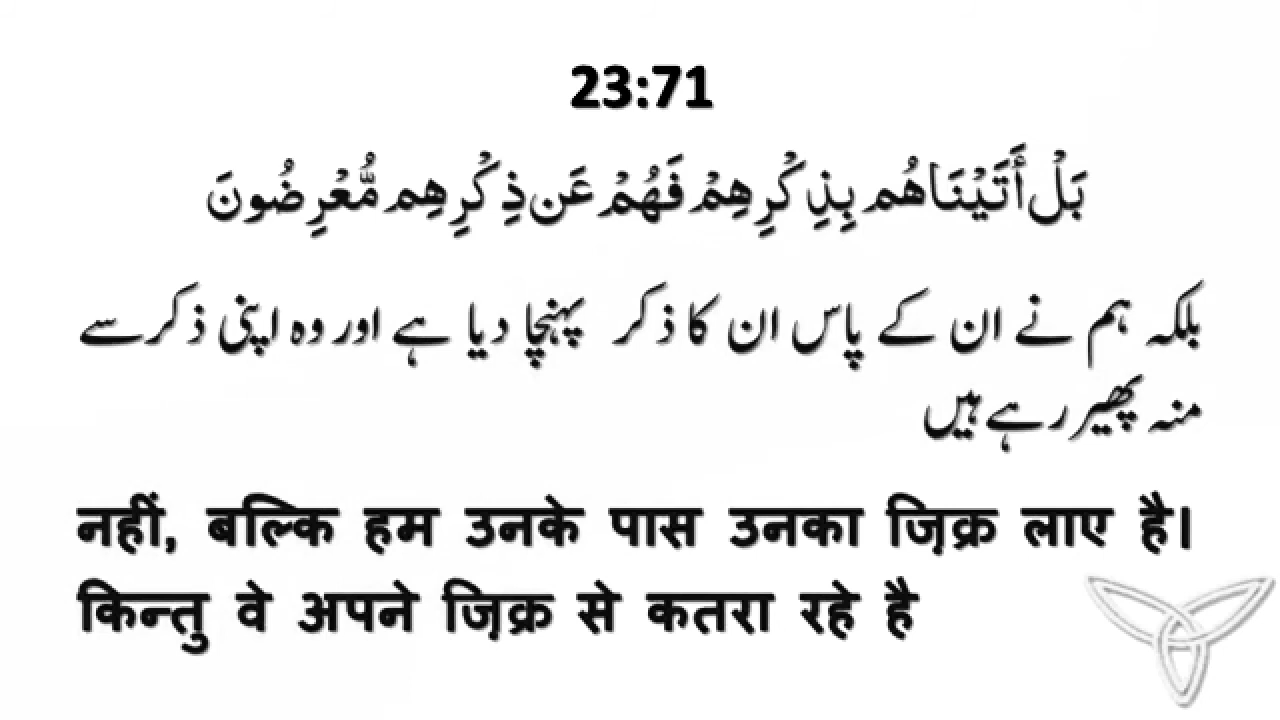 23:71
بَلْ أَتَيْنَاهُم بِذِكْرِهِمْ فَهُمْ عَن ذِكْرِهِم مُّعْرِضُونَ
بلکہ ہم نے ان کے پاس ان کا ذکر پہنچا دیا ہے اور وہ اپنی ذکر سے
منہ پھیر رہے ہیں
नहीं, बल्कि हम उनके पास उनका ज़िक्र लाए है।
किन्तु वे अपने ज़िक्र से कतरा रहे है